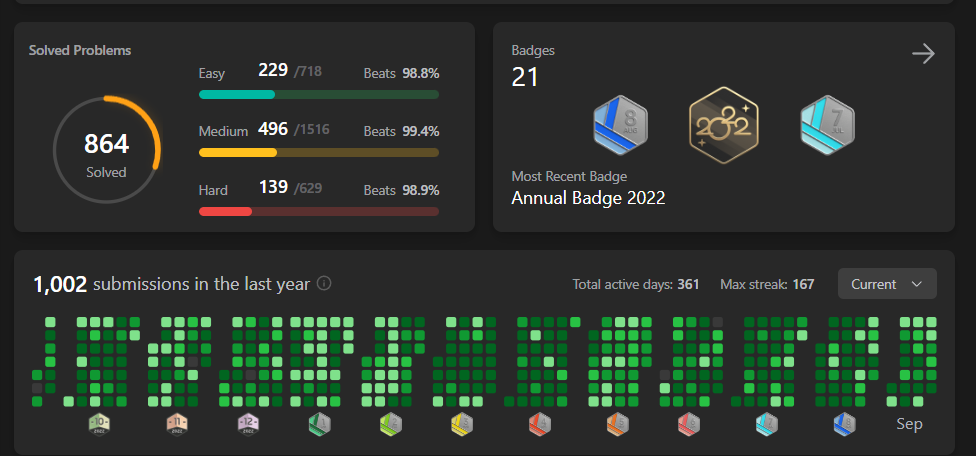 Solved Problems
864
Solved
Easy 229 /718 Beats 98.8%
Medium 496 /1516 Beats 99.4%
Hard 139 /629 Beats 98.9%
Badges
21
8
AUG
2022
7
JUL
Most Recent Badge
Annual Badge 2022
1,002 submissions in the last year
Total active days: 361 Max streak: 167 Current
10 11 12
Sep